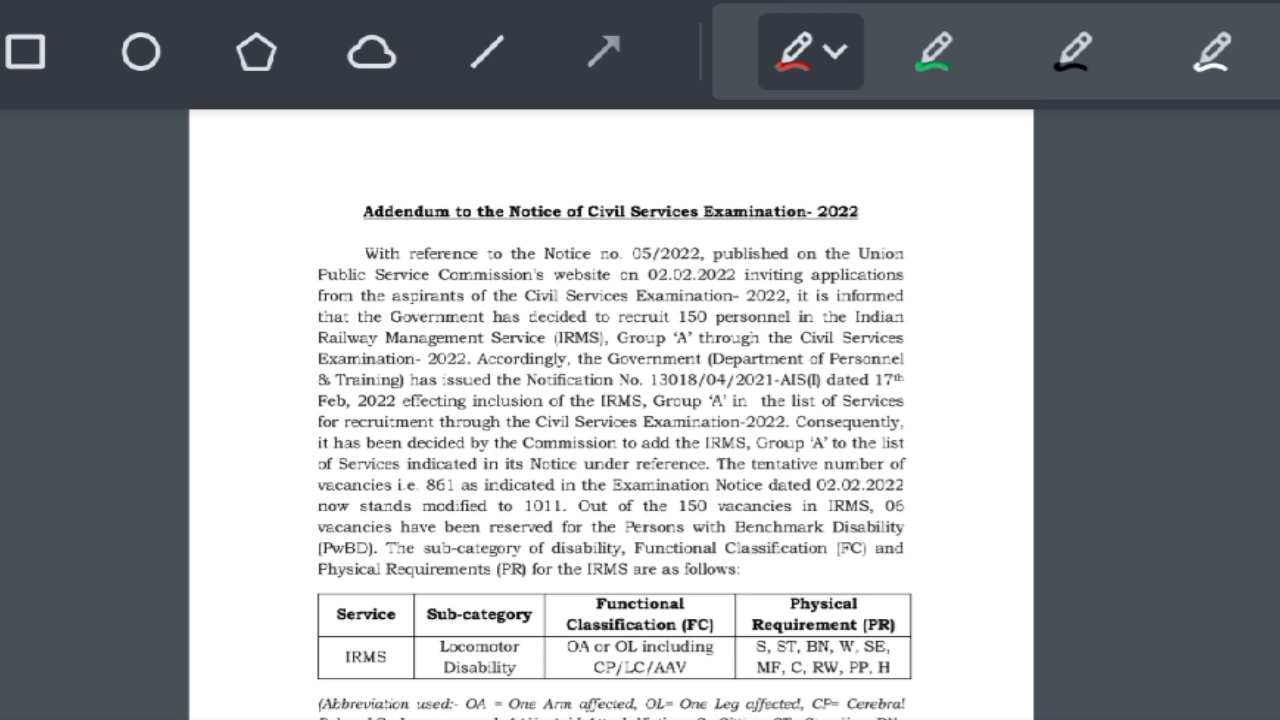 Addendum to the Notice of Civil Services Examination- 2022
With reference to the Notice no. 05/2022, published on the Union
Public Service Commission's website on 02.02.2022 inviting applications
from the aspirants of the Civil Services Examination- 2022, it is informed
that the Government has decided to recruit 150 personnel in the Indian
Railway Management Service (IRMS), Group 'A' through the Civil Services
Examination- 2022. Accordingly, the Government (Department of Personnel
& Training) has issued the Notification No. 13018/04/2021-AIS(I) dated 17th
Feb, 2022 effecting inclusion of the IRMS, Group 'A' in the list of Services
for recruitment through the Civil Services Examination-2022. Consequently,
it has been decided by the Commission to add the IRMS, Group 'A' to the list
of Services indicated in its Notice under reference. The tentative number of
vacancies i.e. 861 as indicated in the Examination Notice dated 02.02.2022
now stands modified to 1011. Out of the 150 vacancies in IRMS, 06
vacancies have been reserved for the Persons with Benchmark Disability
(PwBD). The sub-category of disability, Functional Classification (FC) and
Physical Requirements (PR) for the IRMS are as follows:
Service Sub-category Functional Classification (FC) Physical Requirement (PR)
IRMS Locomotor Disability OA or OL including CP/LC/AAV S, ST, BN, W, SE, MF, C, RW, PP, H
(Abbreviation used:- OA = One Arm affected, OL= One Leg affected, CP= Cerebral